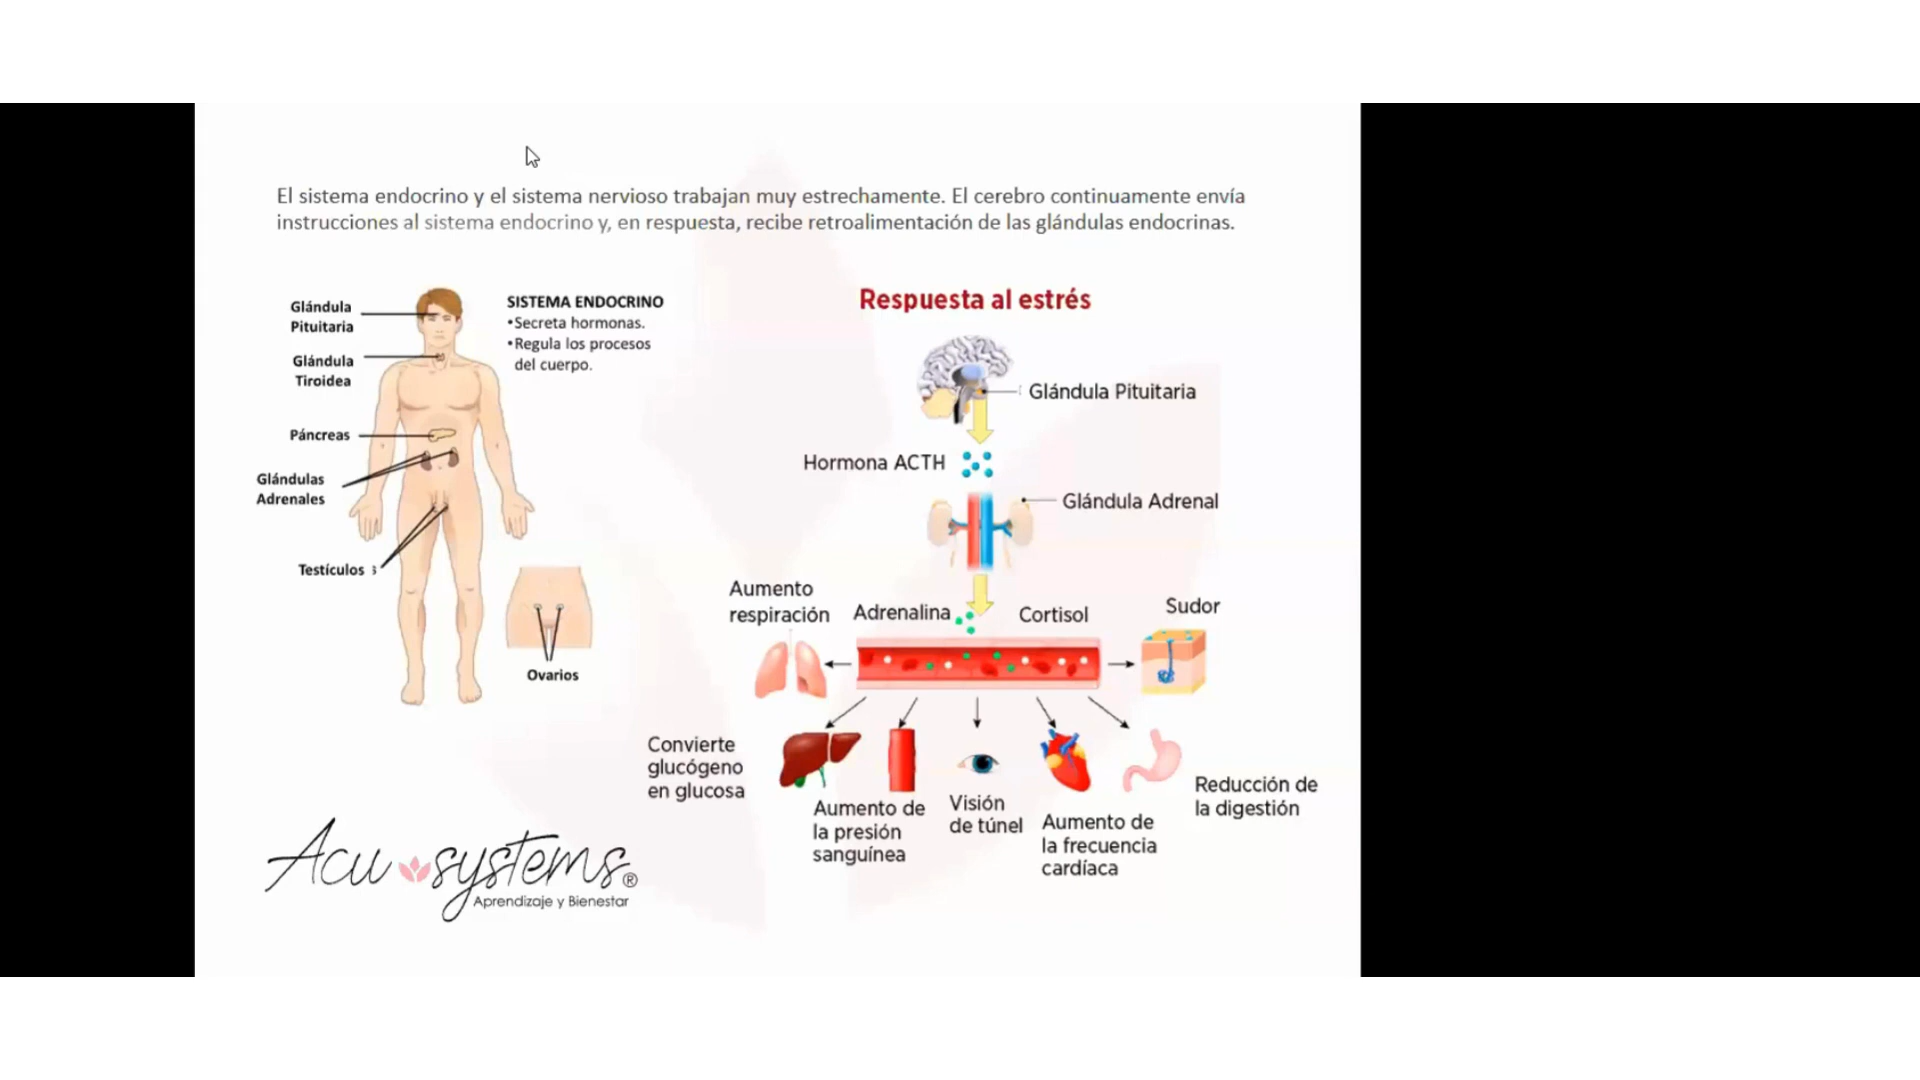 El sistema endocrino y el sistema nervioso trabajan muy estrechamente. El cerebro continuamente envía
instrucciones al sistema endocrino y, en respuesta, recibe retroalimentación de las glándulas endocrinas.
Glándula
Pituitaria
Glándula
Tiroidea
Páncreas
Glándulas
Adrenales
Testículos
SISTEMA ENDOCRINO
•Secreta hormonas.
•Regula los procesos
del cuerpo.
Ovarios
Respuesta al estrés
Glándula Pituitaria
Hormona ACTH
Glándula Adrenal
Aumento
respiración
Adrenalina
Cortisol
Sudor
Convierte
glucógeno
en glucosa
Aumento de
la presión
sanguínea
Visión
de túnel
Aumento de
la frecuencia
cardíaca
Reducción de
la digestión
Acu systems®
Aprendizaje y Bienestar